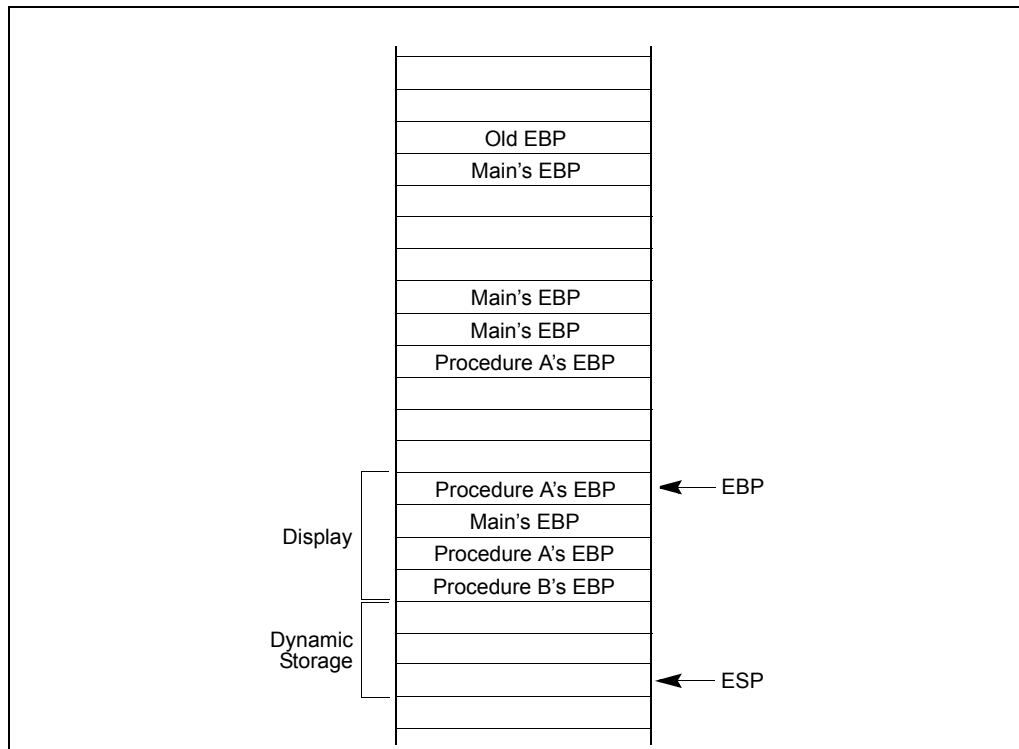 Old EBP
Main’s EBP
Main’s EBP
Main’s EBP
Procedure A’s EBP
Procedure A’s EBP
EBP
Main’s EBP
Display
Procedure A’s EBP
Procedure B’s EBP
Dynamic
Storage
ESP